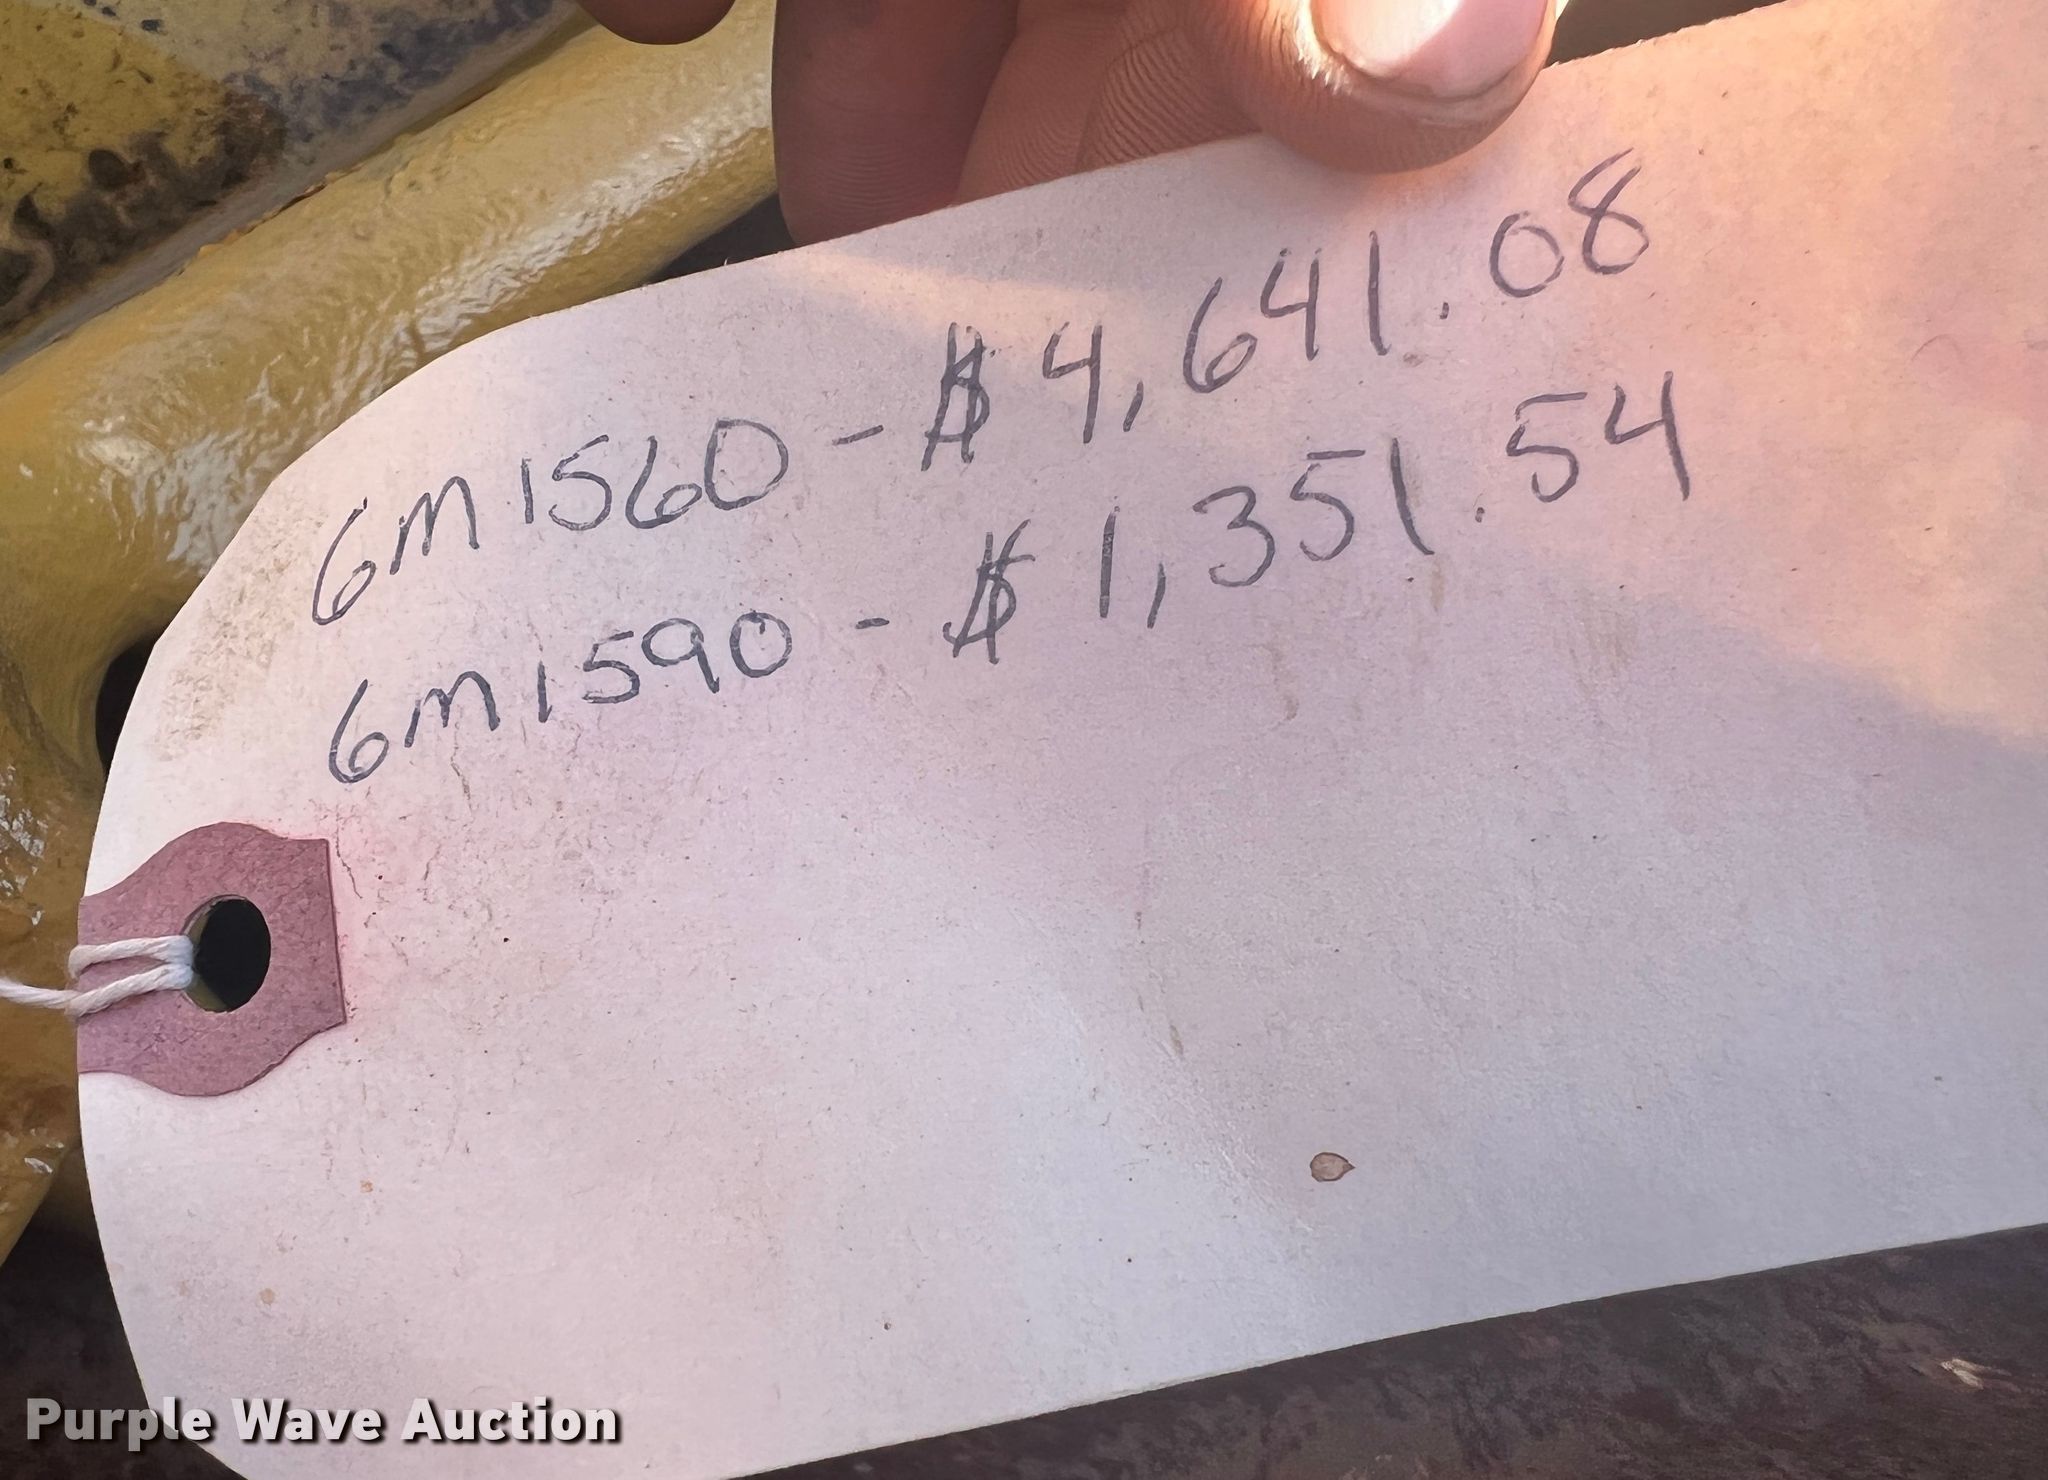 6M1560 - $4,641.08
6M1590 - $1,351.54
Purple Wave Auction